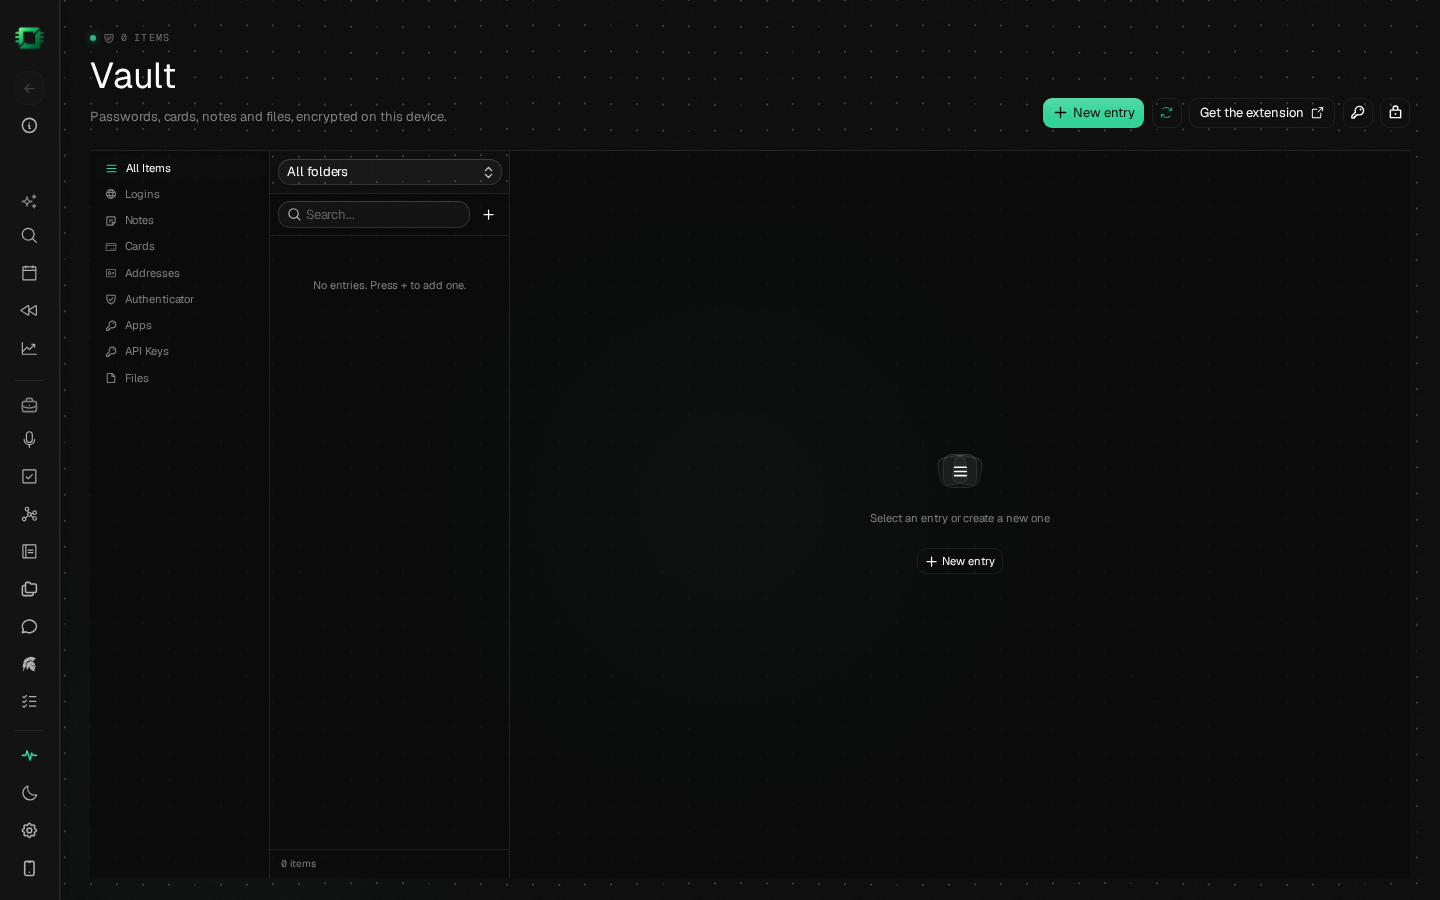 0 ITEMS
Vault
Passwords, cards, notes and files, encrypted on this device.
New entry
Get the extension
All Items
Logins
Notes
Cards
Addresses
Authenticator
Apps
API Keys
Files
All folders
Search...
No entries. Press + to add one.
0 items
Select an entry or create a new one
New entry